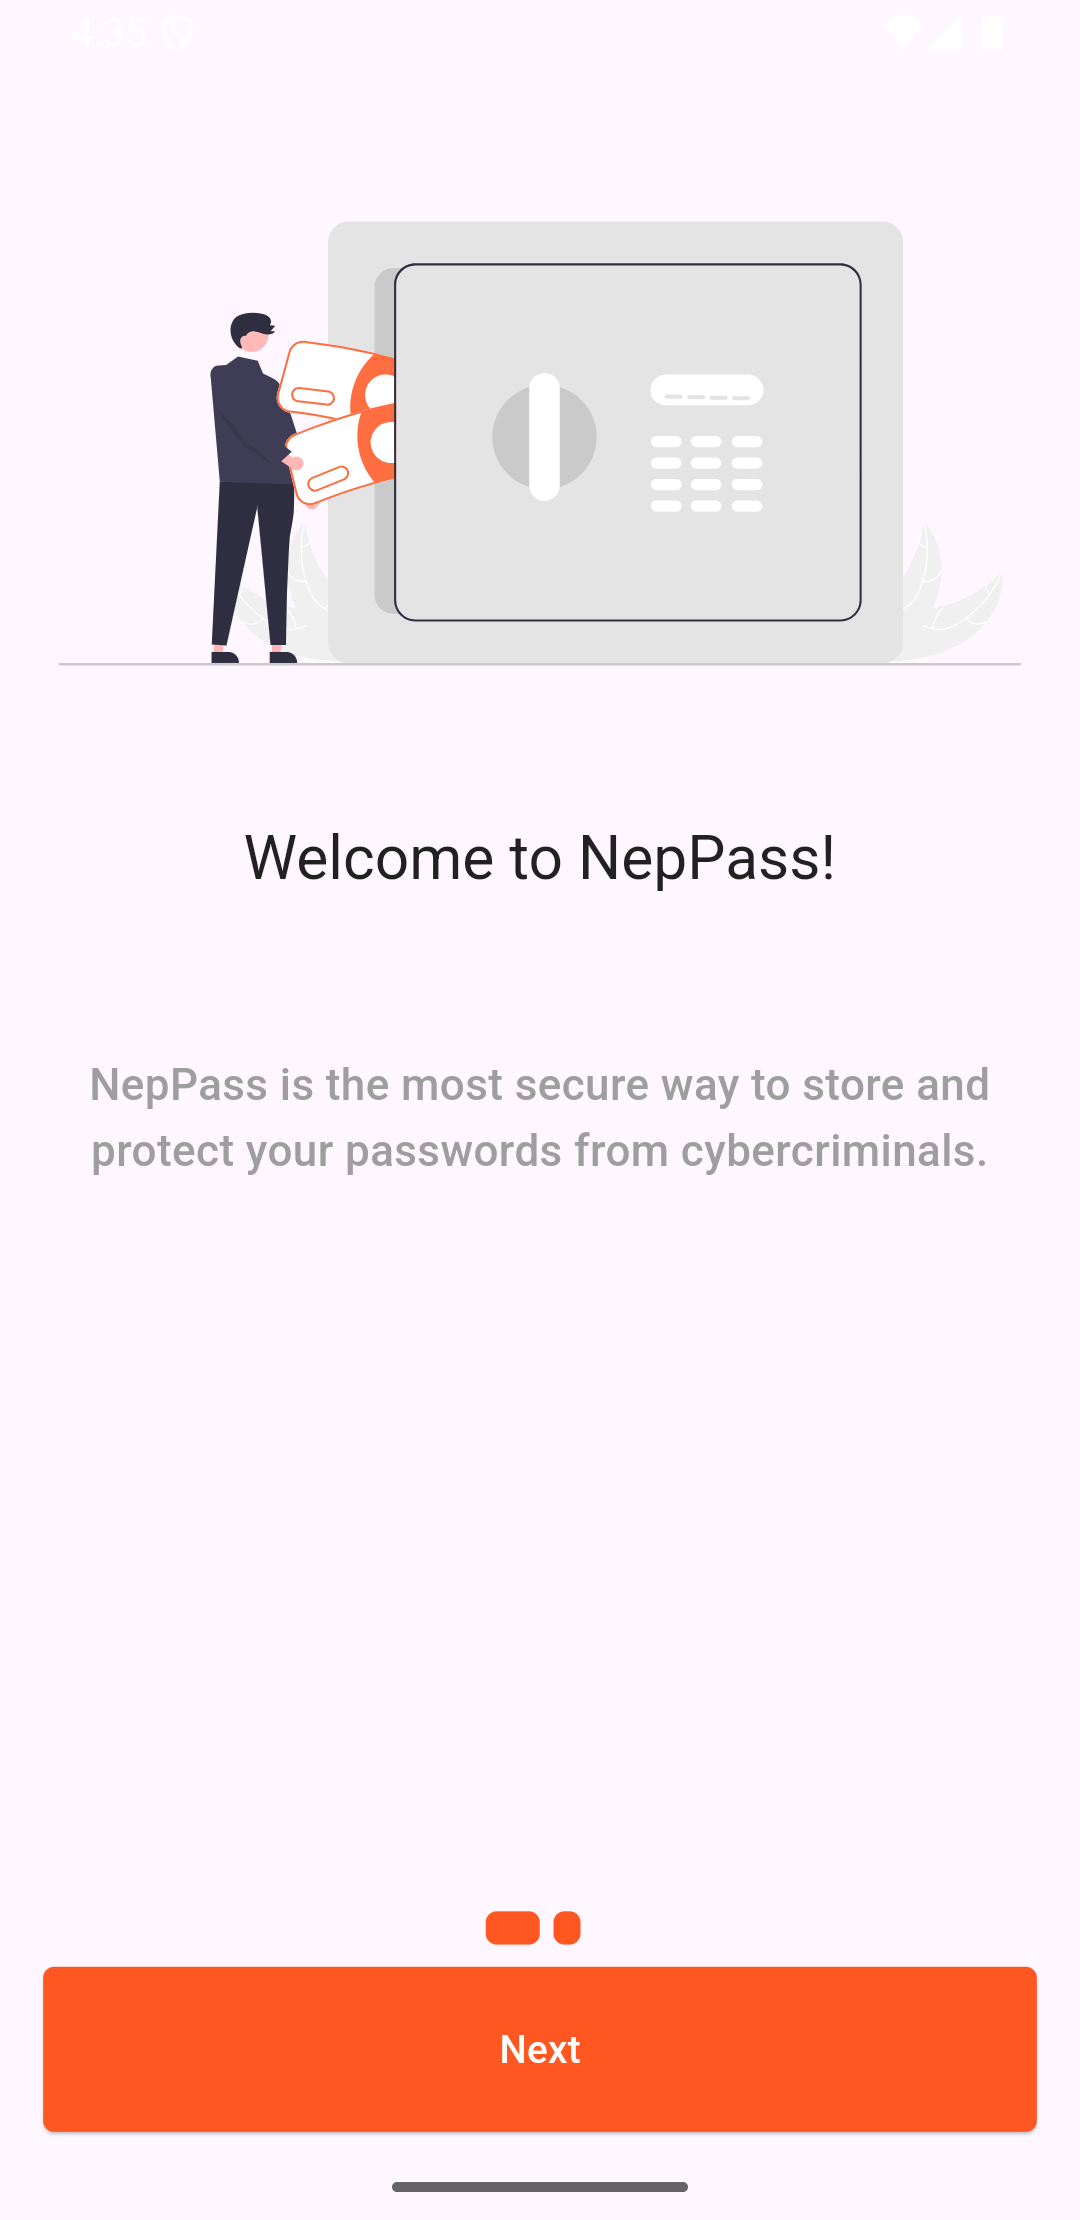 4:35
Welcome to NepPass!
NepPass is the most secure way to store and
protect your passwords from cybercriminals.
Next